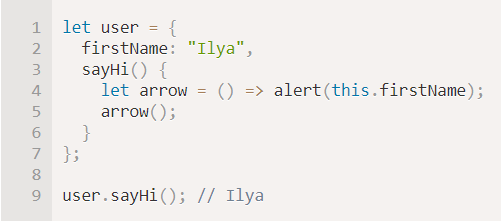 1 let user = {
2   firstName: "Ilya",
3   sayHi() {
4     let arrow = () => alert(this.firstName);
5     arrow();
6   }
7 };
8
9 user.sayHi(); // Ilya